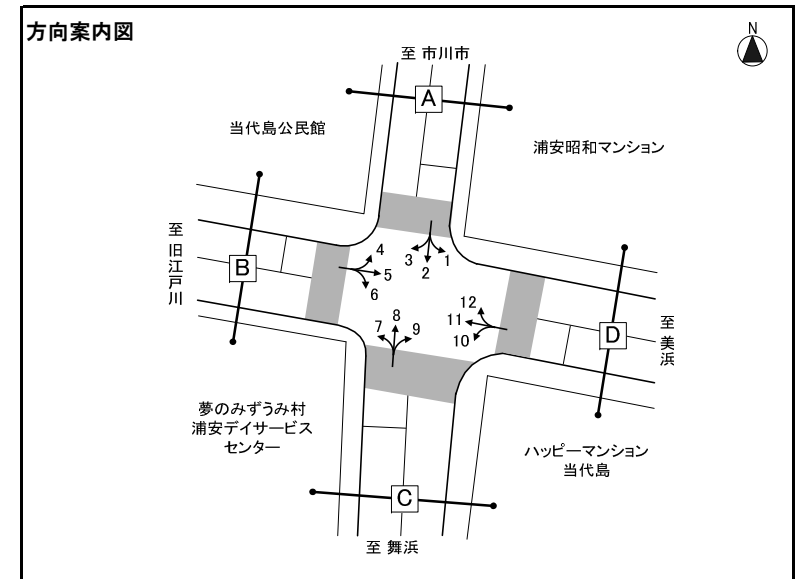 方向案内図
N
至 市川市
A
当代島公民館
浦安昭和マンション
至 旧江戸川
B
4
5
6
3
2
1
7
8
9
12
11
10
D
至 美浜
夢のみずうみ村
浦安デイサービス
センター
ハッピーマンション
当代島
C
至 舞浜